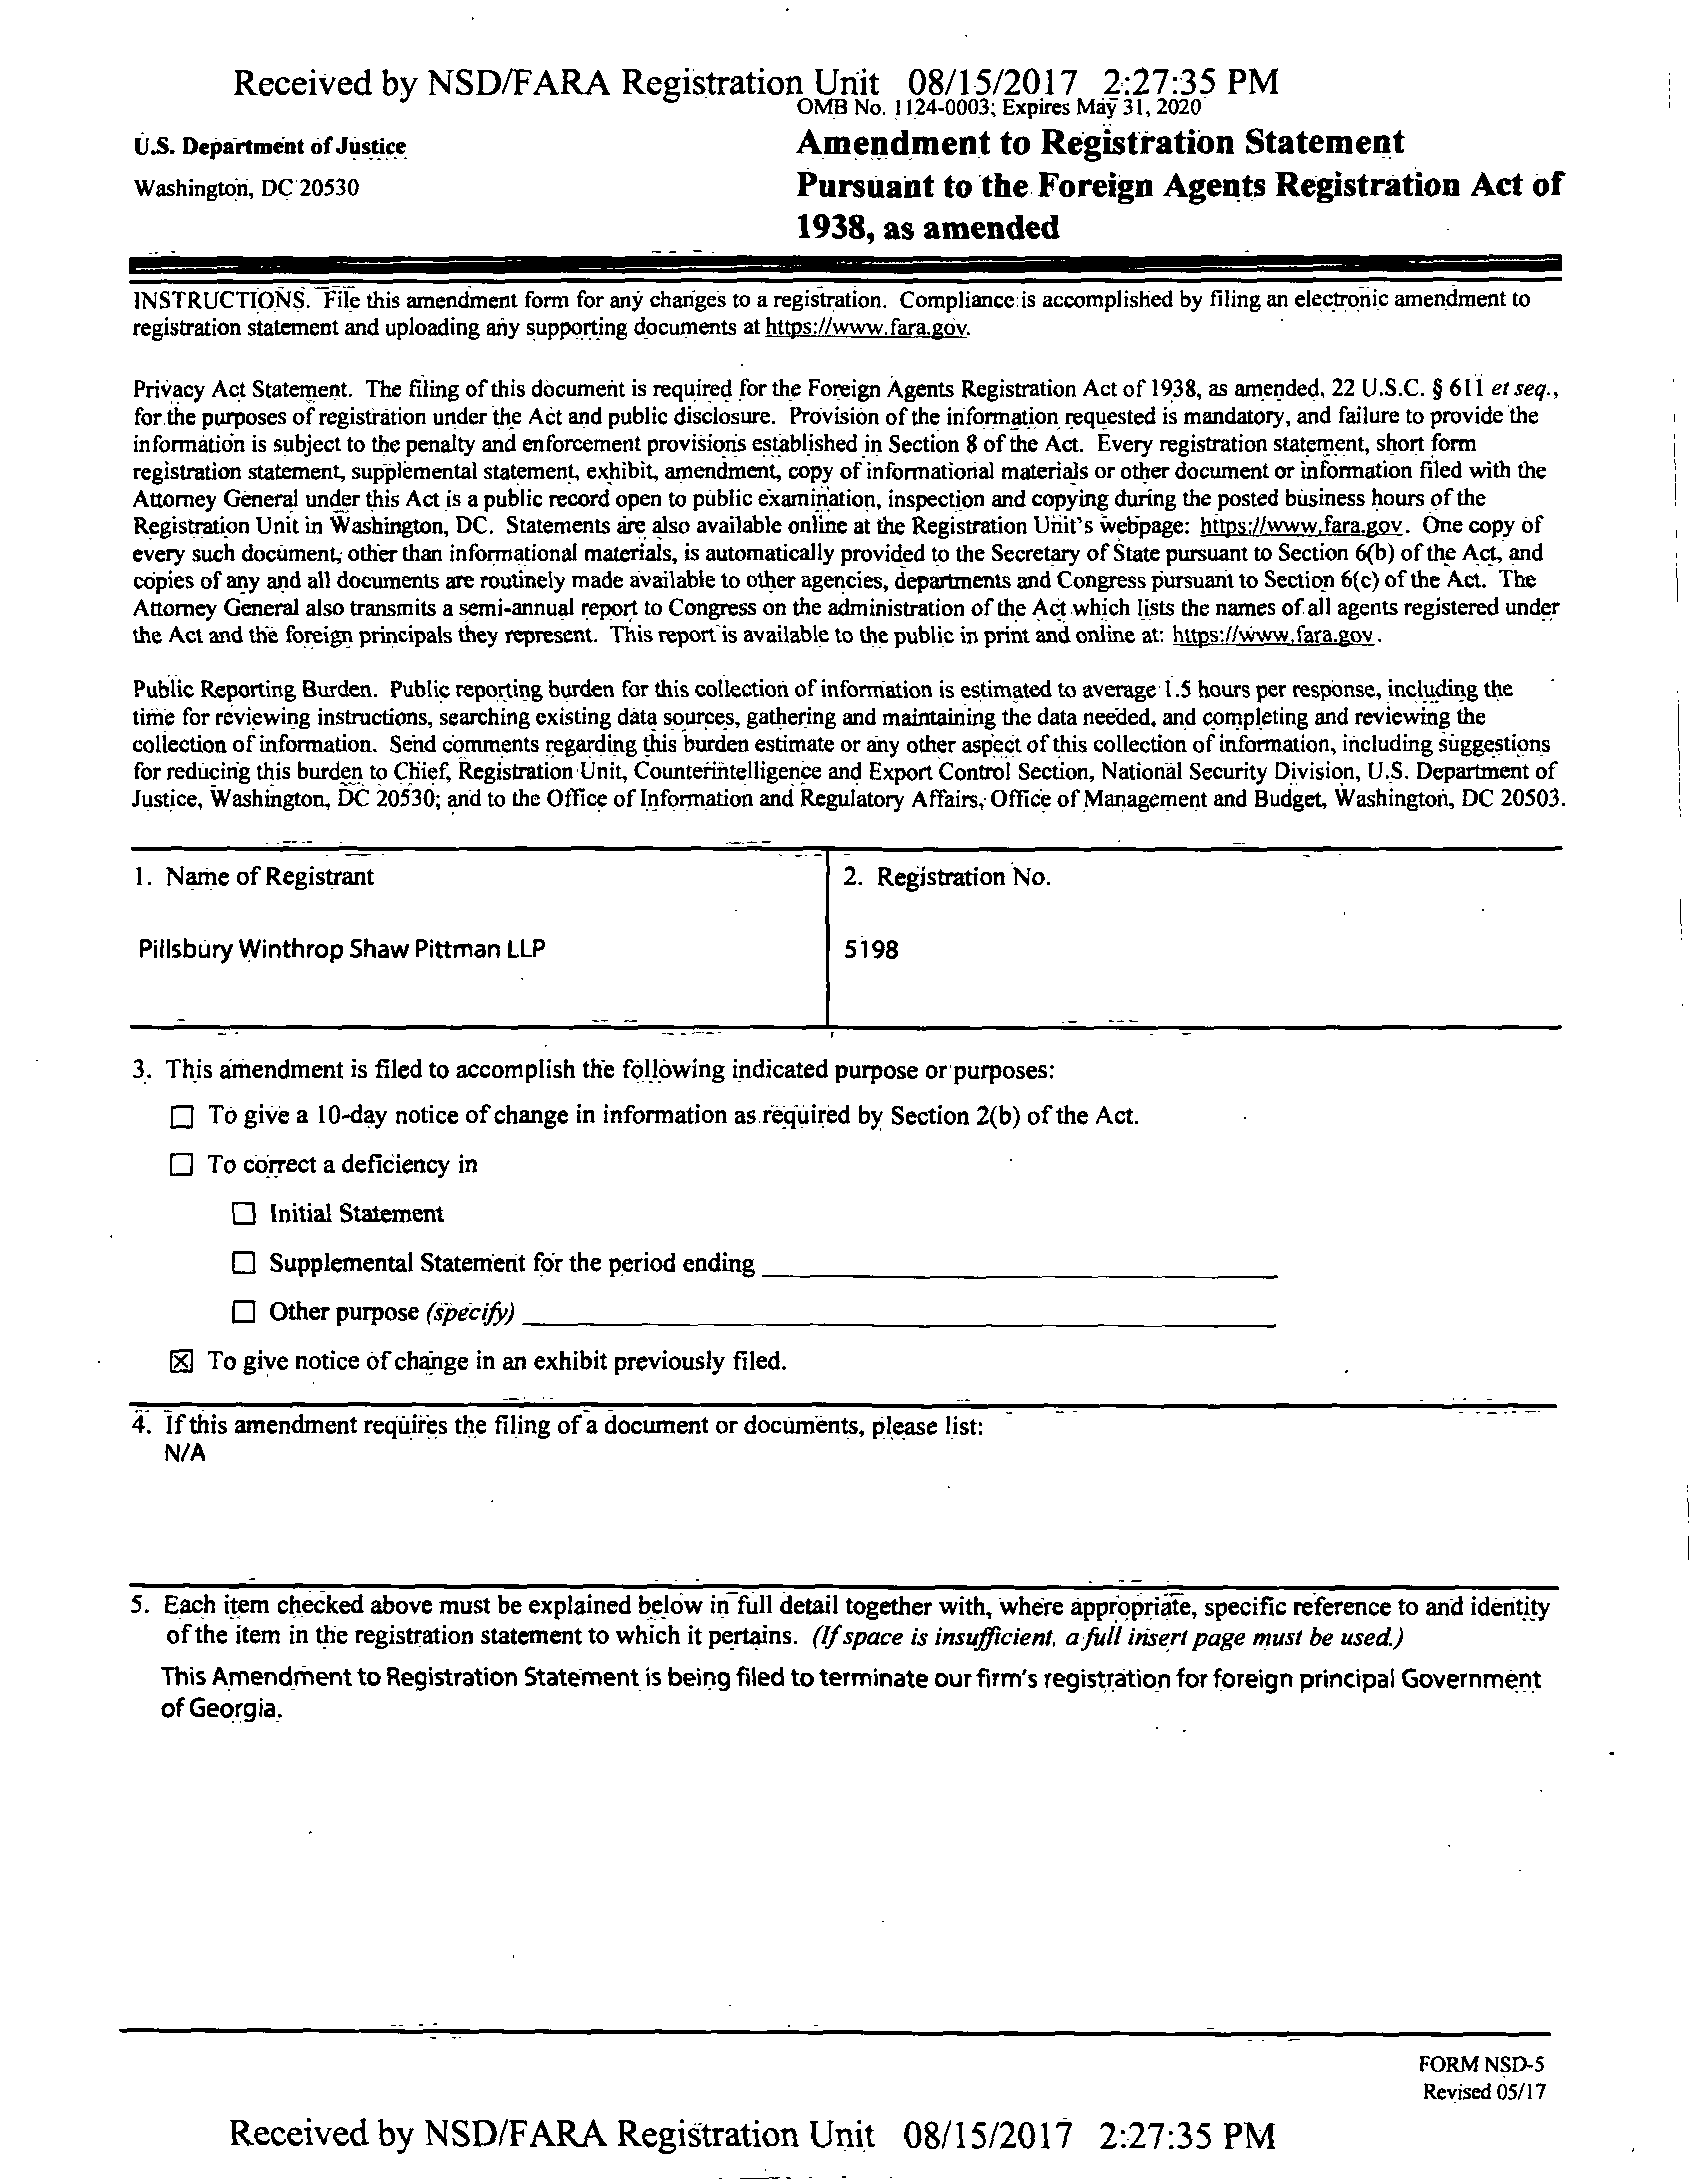 Received by NSD/FARA Registration Unit 08/15/2017 2:27:35 PM
OMB No. 1124-0003; Expires May 31, 2020
U.S. Department of Justice
Washington, DC 20530
Amendment to Registration Statement
Pursuant to the Foreign Agents Registration Act of
1938, as amended
INSTRUCTIONS. File this amendment form for any changes to a registration. Compliance is accomplished by filing an electronic amendment to
registration statement and uploading any supporting documents at https://www.fara.gov.
Privacy Act Statement. The filing of this document is required for the Foreign Agents Registration Act of 1938, as amended, 22 U.S.C. § 611 et seq.,
for the purposes of registration under the Act and public disclosure. Provision of the information requested is mandatory, and failure to provide the
information is subject to the penalty and enforcement provisions established in Section 8 of the Act. Every registration statement, short form
registration statement, supplemental statement, exhibit, amendment, copy of informational materials or other document or information filed with the
Attorney General under this Act is a public record open to public examination, inspection and copying during the posted business hours of the
Registration Unit in Washington, DC. Statements are also available online at the Registration Unit's webpage: https://www.fara.gov. One copy of
every such document, other than informational materials, is automatically provided to the Secretary of State pursuant to Section 6(b) of the Act, and
copies of any and all documents are routinely made available to other agencies, departments and Congress pursuant to Section 6(c) of the Act. The
Attorney General also transmits a semi-annual report to Congress on the administration of the Act which lists the names of all agents registered under
the Act and the foreign principals they represent. This report is available to the public in print and online at: https://www.fara.gov.
Public Reporting Burden. Public reporting burden for this collection of information is estimated to average 1.5 hours per response, including the
time for reviewing instructions, searching existing data sources, gathering and maintaining the data needed, and completing and reviewing the
collection of information. Send comments regarding this burden estimate or any other aspect of this collection of information, including suggestions
for reducing this burden to Chief, Registration Unit, Counterintelligence and Export Control Section, National Security Division, U.S. Department of
Justice, Washington, DC 20530; and to the Office of Information and Regulatory Affairs, Office of Management and Budget, Washington, DC 20503.
1. Name of Registrant
Pillsbury Winthrop Shaw Pittman LLP
2. Registration No.
5198
3. This amendment is filed to accomplish the following indicated purpose or purposes:
☐ To give a 10-day notice of change in information as required by Section 2(b) of the Act.
☐ To correct a deficiency in
☐ Initial Statement
☐ Supplemental Statement for the period ending
☐ Other purpose (specify)
☒ To give notice of change in an exhibit previously filed.
4. If this amendment requires the filing of a document or documents, please list:
N/A
5. Each item checked above must be explained below in full detail together with, where appropriate, specific reference to and identity
of the item in the registration statement to which it pertains. (If space is insufficient, a full insert page must be used.)
This Amendment to Registration Statement is being filed to terminate our firm's registration for foreign principal Government
of Georgia.
FORM NSD-5
Revised 05/17
Received by NSD/FARA Registration Unit 08/15/2017 2:27:35 PM